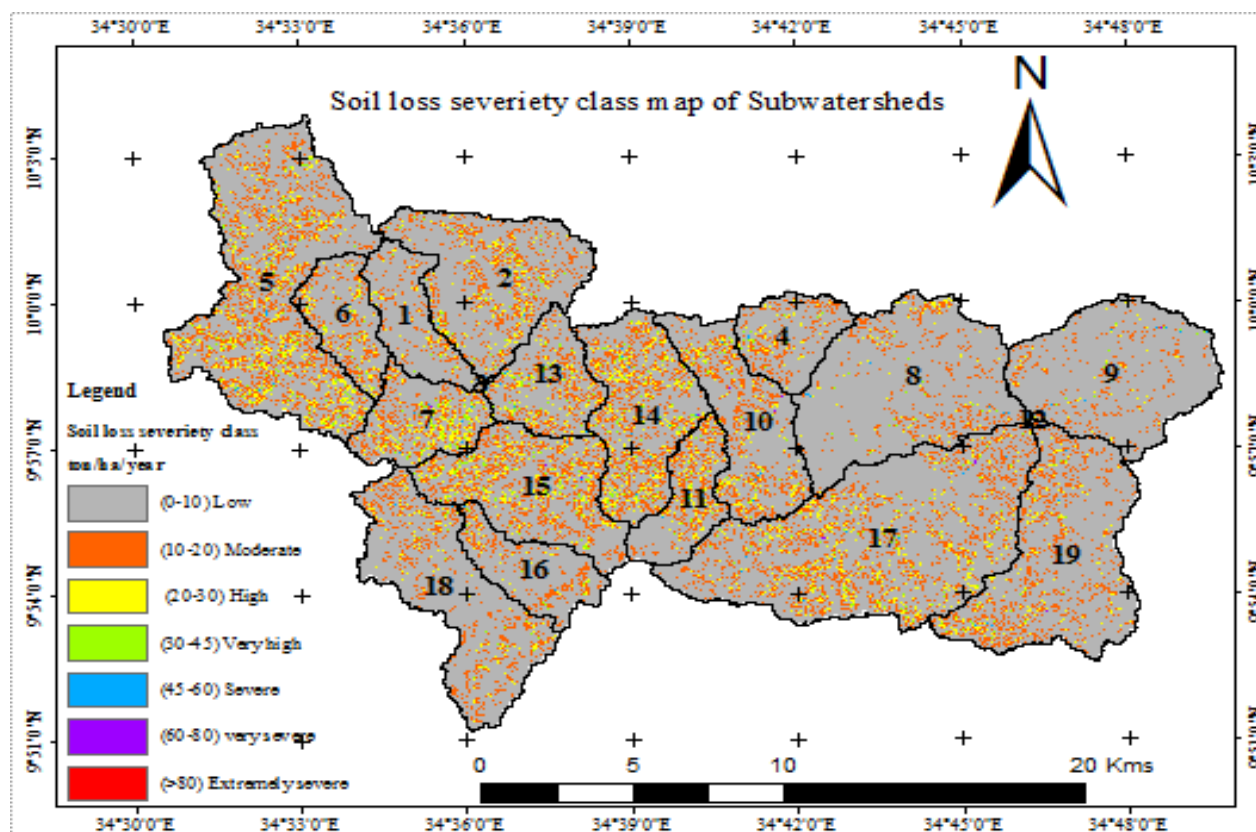 34°30'0"E 34°33'0"E 34°36'0"E 34°39'0"E 34°42'0"E 34°45'0"E 34°48'0"E
N
Soil loss severiety class map of Subwatersheds
10°3'0"N 10°3'0"N
5
2
6
1
10°0'0"N 10°0'0"N
4
13
8
9
Legend
7
14
10
12
Soil loss severiety class
9°57'0"N 9°57'0"N
ton/ha/year
15
11
(0-10) Low
17
(10-20) Moderate
19
16
18
(20-30) High
9°54'0"N 9°54'0"N
(30-45) Very high
(45-60) Severe
(60-80) very severe
9°51'0"N 9°51'0"N
(>80) Extremely severe
0 5 10 20 Kms
34°30'0"E 34°33'0"E 34°36'0"E 34°39'0"E 34°42'0"E 34°45'0"E 34°48'0"E